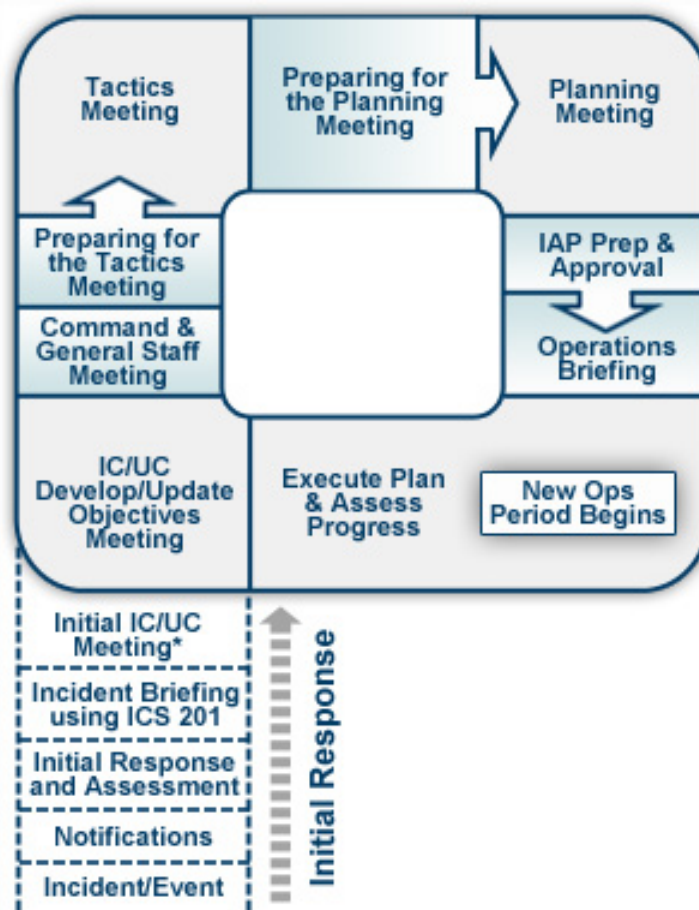 Tactics
Meeting
Preparing for
the Planning
Meeting
Planning
Meeting
Preparing for
the Tactics
Meeting
IAP Prep &
Approval
Command &
General Staff
Meeting
Operations
Briefing
IC/UC
Develop/Update
Objectives
Meeting
Execute Plan
& Assess
Progress
New Ops
Period Begins
Initial IC/UC
Meeting*
Incident Briefing
using ICS 201
Initial Response
and Assessment
Notifications
Incident/Event
Initial Response